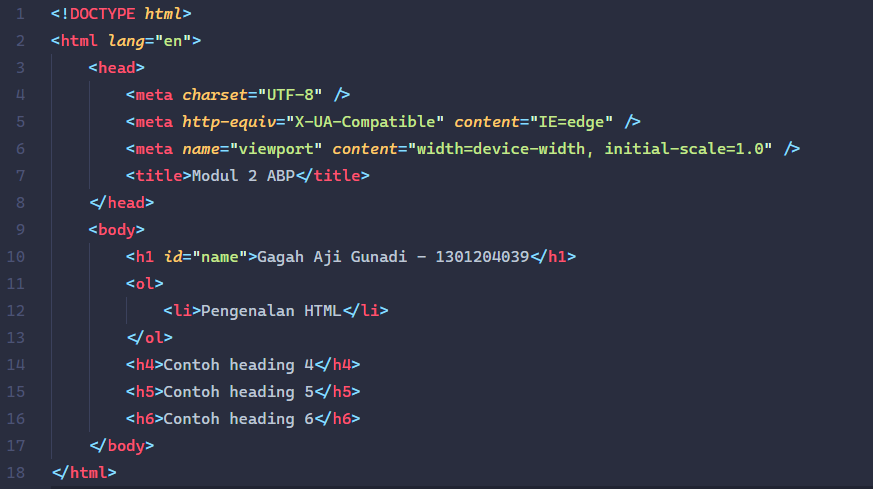 1 <!DOCTYPE html>
2 <html lang="en">
3 <head>
4 <meta charset="UTF-8" />
5 <meta http-equiv="X-UA-Compatible" content="IE=edge" />
6 <meta name="viewport" content="width=device-width, initial-scale=1.0" />
7 <title>Modul 2 ABP</title>
8 </head>
9 <body>
10 <h1 id="name">Gagah Aji Gunadi - 1301204039</h1>
11 <ol>
12 <li>Pengenalan HTML</li>
13 </ol>
14 <h4>Contoh heading 4</h4>
15 <h5>Contoh heading 5</h5>
16 <h6>Contoh heading 6</h6>
17 </body>
18 </html>